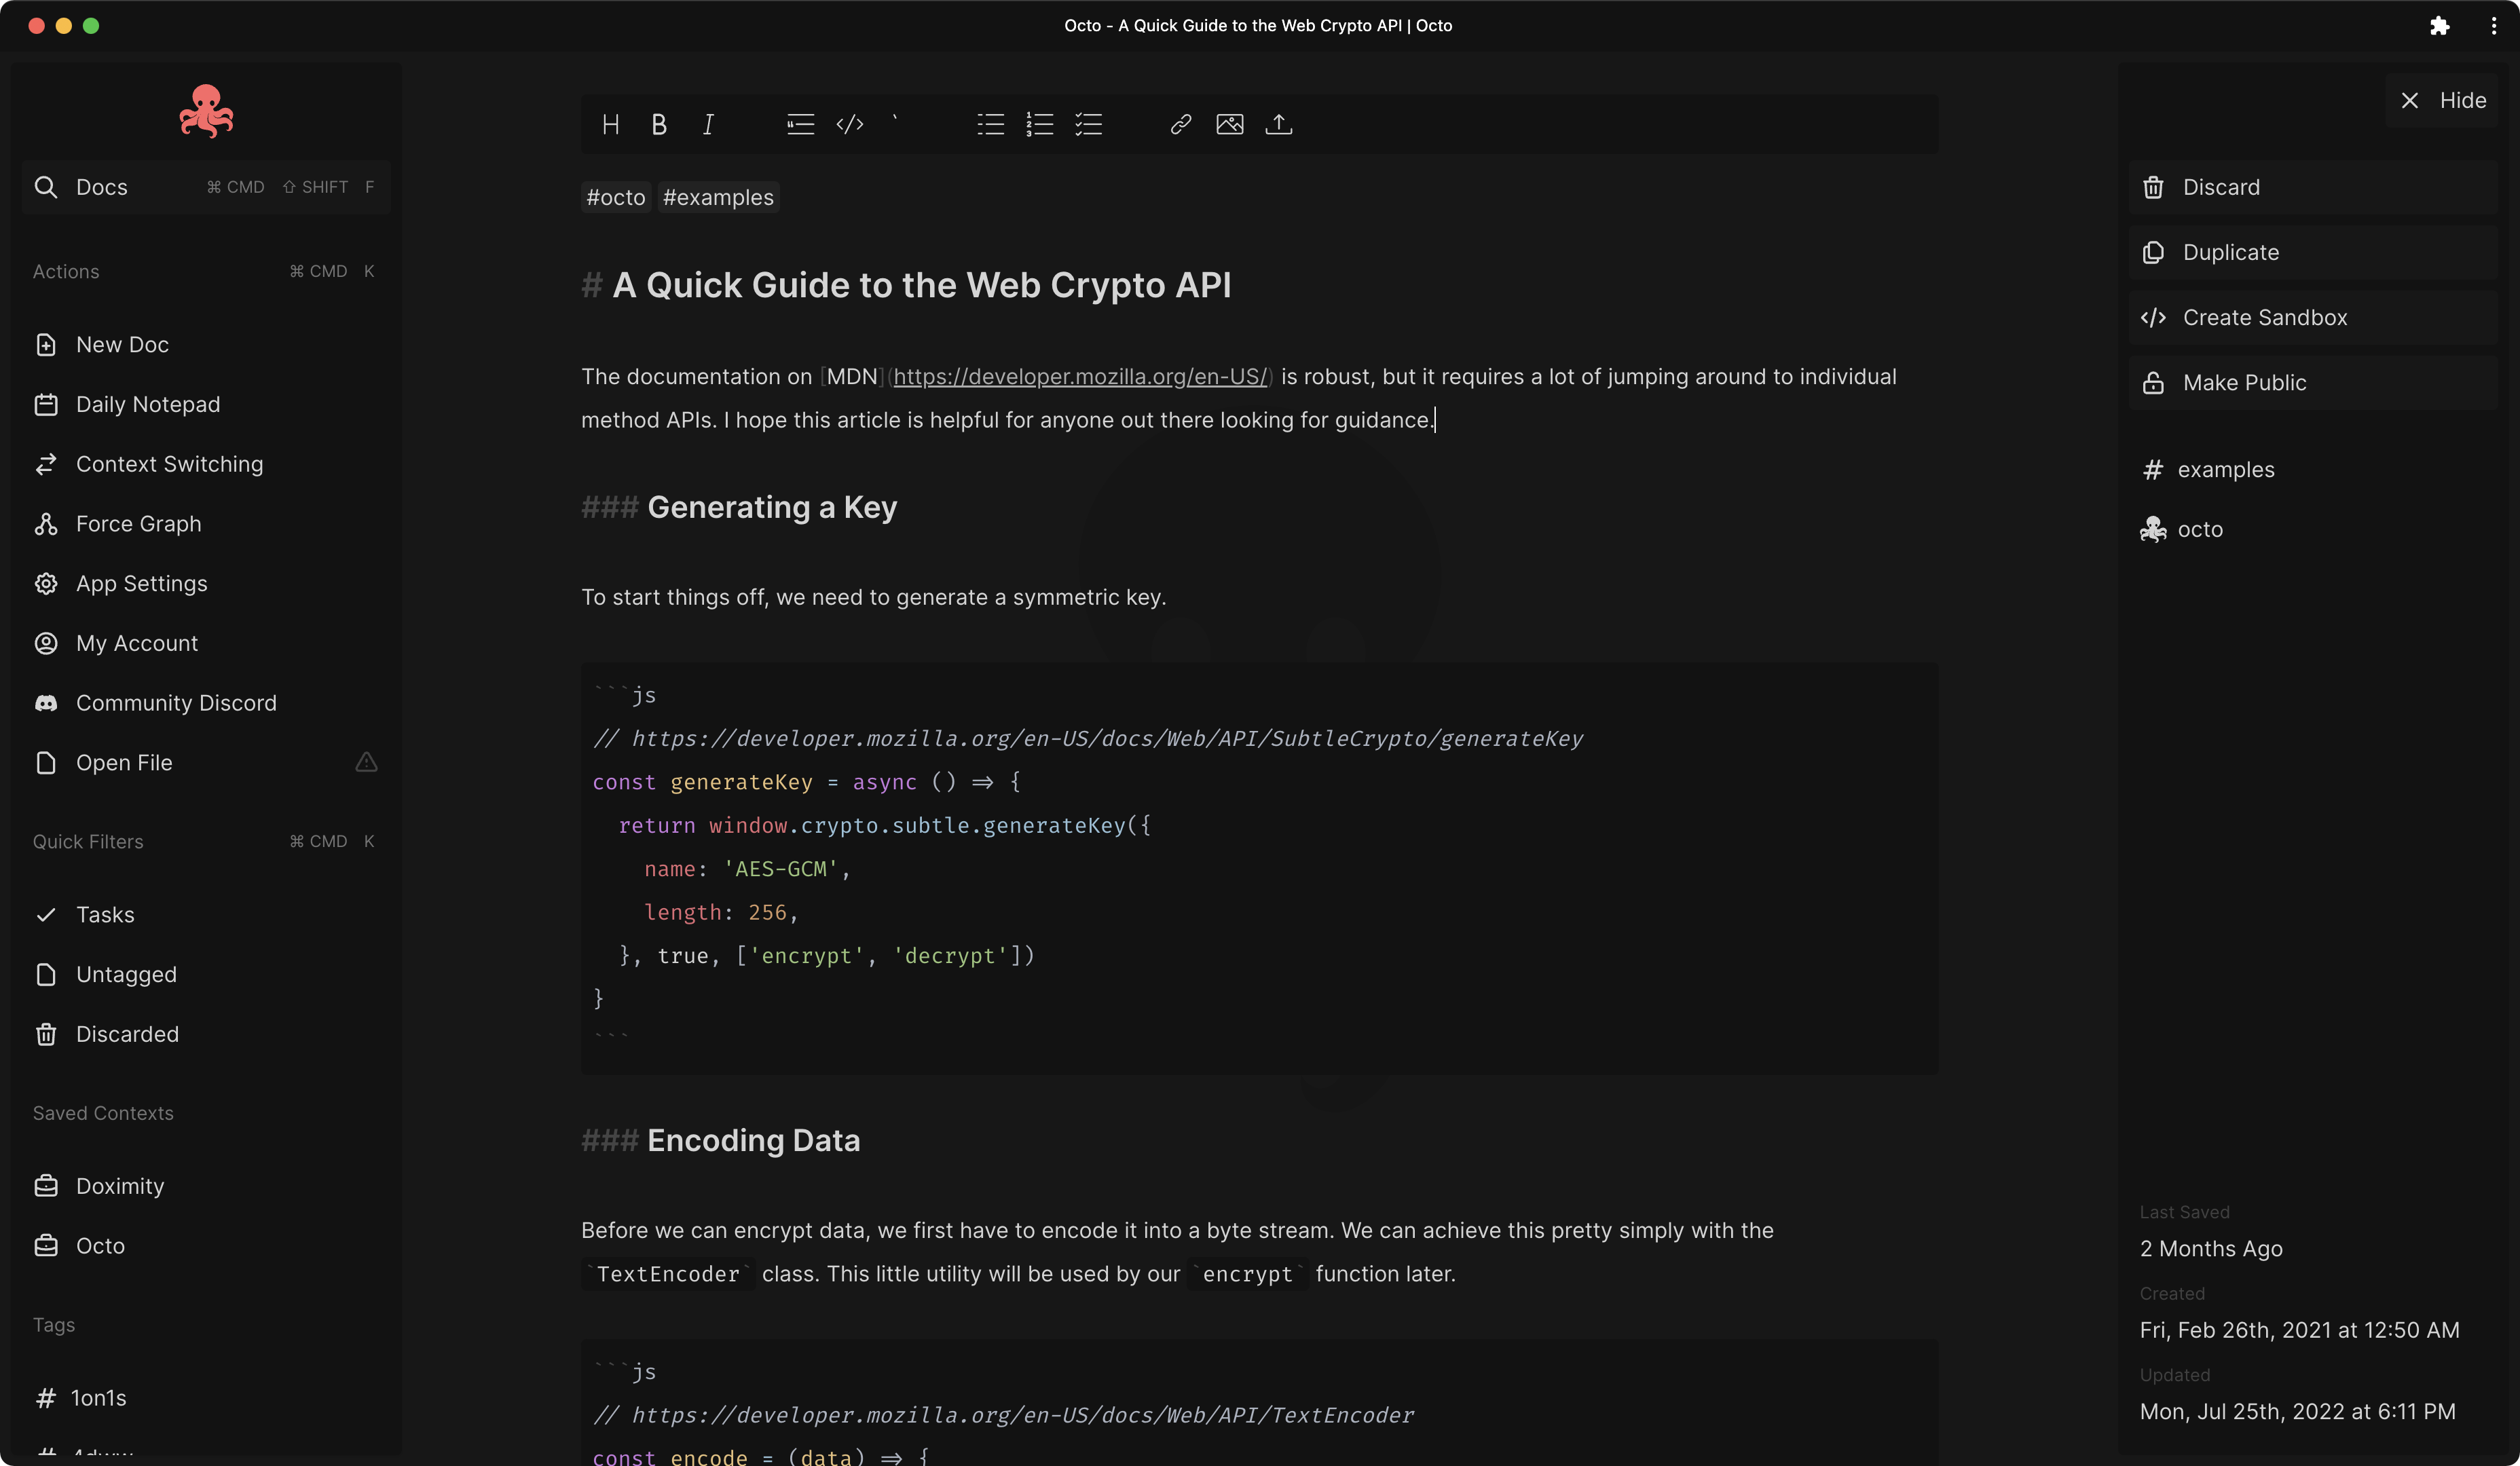 Octo - A Quick Guide to the Web Crypto API | Octo
Docs ⌘ CMD ⇧ SHIFT F
Actions ⌘ CMD K
New Doc
Daily Notepad
Context Switching
Force Graph
App Settings
My Account
Community Discord
Open File
Quick Filters ⌘ CMD K
Tasks
Untagged
Discarded
Saved Contexts
Doximity
Octo
Tags
# 1on1s
H B I
#octo #examples
# A Quick Guide to the Web Crypto API
The documentation on [MDN](https://developer.mozilla.org/en-US/) is robust, but it requires a lot of jumping around to individual
method APIs. I hope this article is helpful for anyone out there looking for guidance.
### Generating a Key
To start things off, we need to generate a symmetric key.
```js
// https://developer.mozilla.org/en-US/docs/Web/API/SubtleCrypto/generateKey
const generateKey = async () => {
  return window.crypto.subtle.generateKey({
    name: 'AES-GCM',
    length: 256,
  }, true, ['encrypt', 'decrypt'])
}
```
### Encoding Data
Before we can encrypt data, we first have to encode it into a byte stream. We can achieve this pretty simply with the
`TextEncoder` class. This little utility will be used by our `encrypt` function later.
```js
// https://developer.mozilla.org/en-US/docs/Web/API/TextEncoder
const encode = (data) => {
Hide
Discard
Duplicate
Create Sandbox
Make Public
# examples
octo
Last Saved
2 Months Ago
Created
Fri, Feb 26th, 2021 at 12:50 AM
Updated
Mon, Jul 25th, 2022 at 6:11 PM